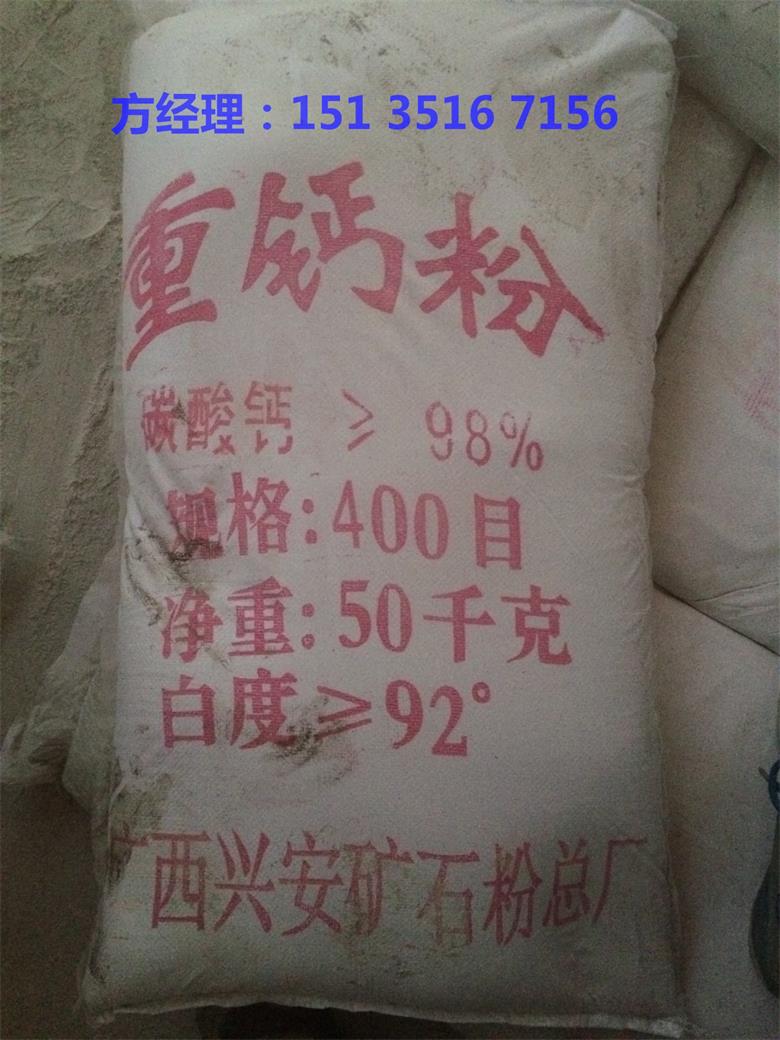 方经理：151 3516 7156
重钙粉
碳酸钙 ≥ 98%
规格:400目
净重:50千克
白度≥92°
广西兴安矿石粉总厂